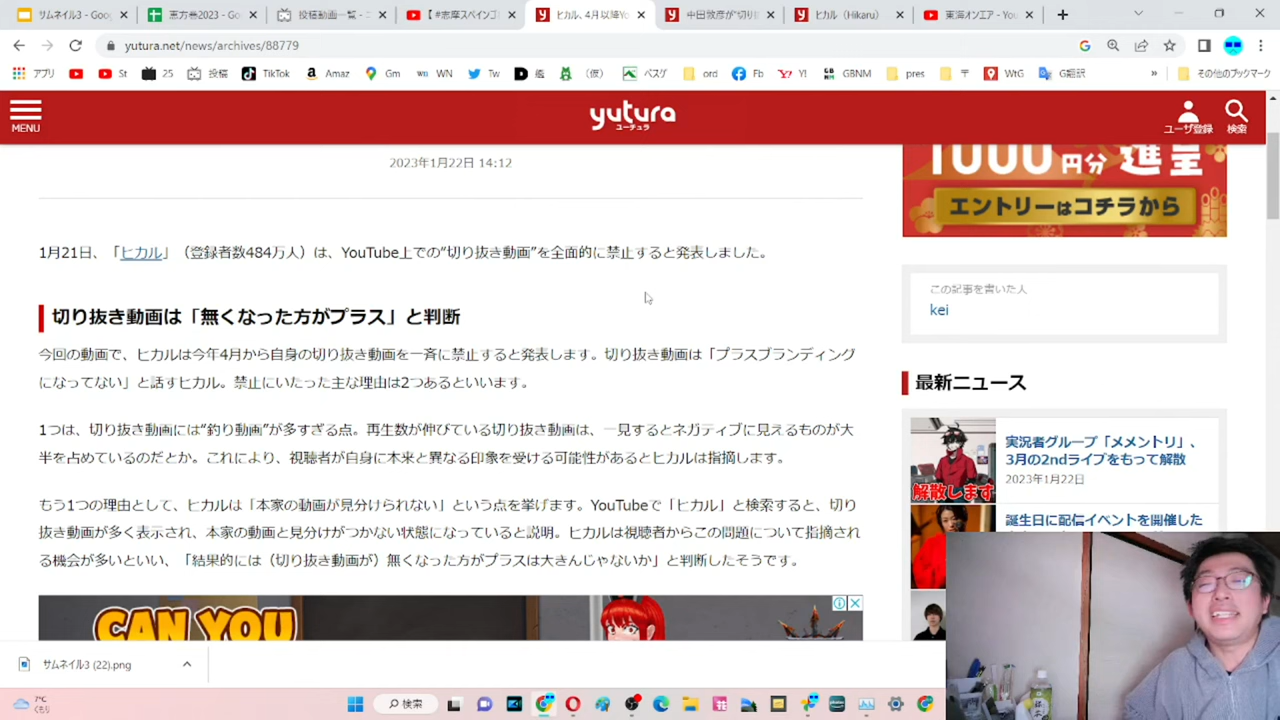 サムネイル3 - Goo
恵方巻2023 - Go
投稿動画一覧 - ニ
【 #志摩スペインゴ
ヒカル、4月以降Yo
中田敦彦が"切り抜
ヒカル（Hikaru）
東海オンエア - You
yutura.net/news/archives/88779
アプリ
St
25
投稿
TikTok
Amaz
Gm
WN
Tw
艦
(仮)
バズゲ
ord
Fb
Y!
GBNM
pres
〒
WtG
G翻訳
»
その他のブックマーク
MENU
yutura
ユーチュラ
ユーザ登録
検索
2023年1月22日 14:12
1000円分 進呈
エントリーはコチラから
1月21日、「ヒカル」（登録者数484万人）は、YouTube上での“切り抜き動画”を全面的に禁止すると発表しました。
この記事を書いた人
kei
切り抜き動画は「無くなった方がプラス」と判断
今回の動画で、ヒカルは今年4月から自身の切り抜き動画を一斉に禁止すると発表します。切り抜き動画は「プラスブランディング
になってない」と話すヒカル。禁止にいたった主な理由は2つあるといいます。
1つは、切り抜き動画には“釣り動画”が多すぎる点。再生数が伸びている切り抜き動画は、一見するとネガティブに見えるものが大
半を占めているのだとか。これにより、視聴者が自身に本来と異なる印象を受ける可能性があるとヒカルは指摘します。
もう1つの理由として、ヒカルは「本家の動画が見分けられない」という点を挙げます。YouTubeで「ヒカル」と検索すると、切り
抜き動画が多く表示され、本家の動画と見分けがつかない状態になっていると説明。ヒカルは視聴者からこの問題について指摘され
る機会が多いといい、「結果的には（切り抜き動画が）無くなった方がプラスは大きんじゃないか」と判断したそうです。
最新ニュース
解散します
実況者グループ「メメントリ」、
3月の2ndライブをもって解散
2023年1月22日
誕生日に配信イベントを開催した
CAN YOU
サムネイル3 (22).png
7°C
くもり
検索